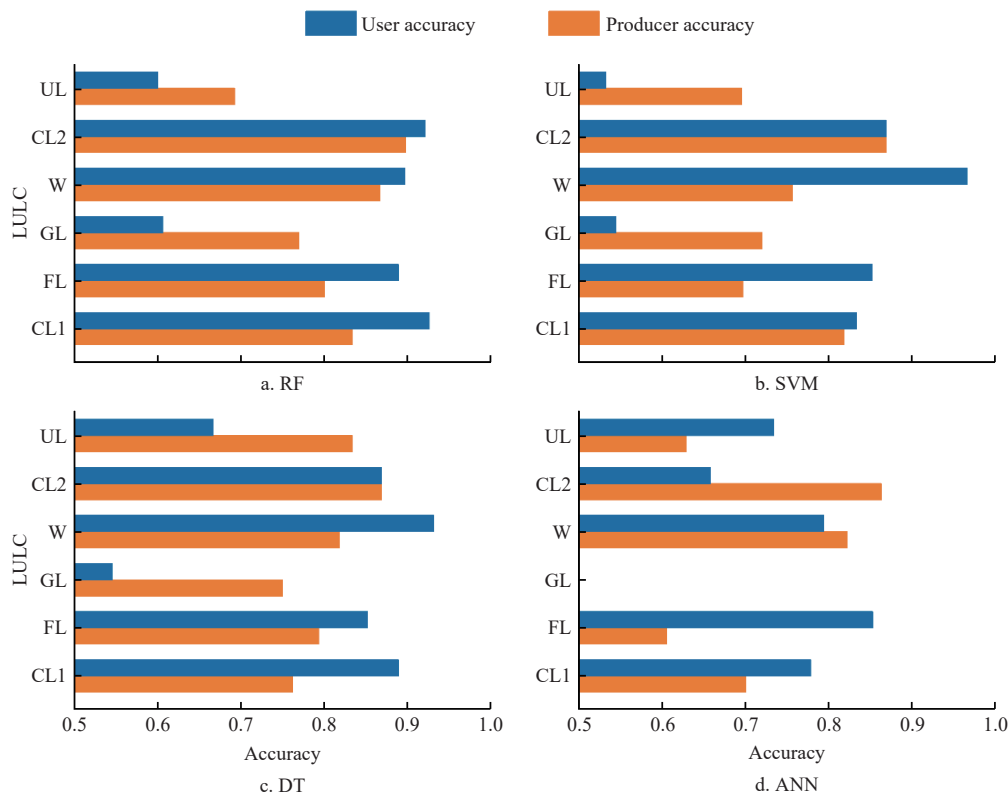 User accuracy
Producer accuracy
UL
CL2
W
GL
FL
CL1
LULC
a. RF
UL
CL2
W
GL
FL
CL1
b. SVM
UL
CL2
W
GL
FL
CL1
LULC
0.5 0.6 0.7 0.8 0.9 1.0
Accuracy
c. DT
UL
CL2
W
GL
FL
CL1
0.5 0.6 0.7 0.8 0.9 1.0
Accuracy
d. ANN